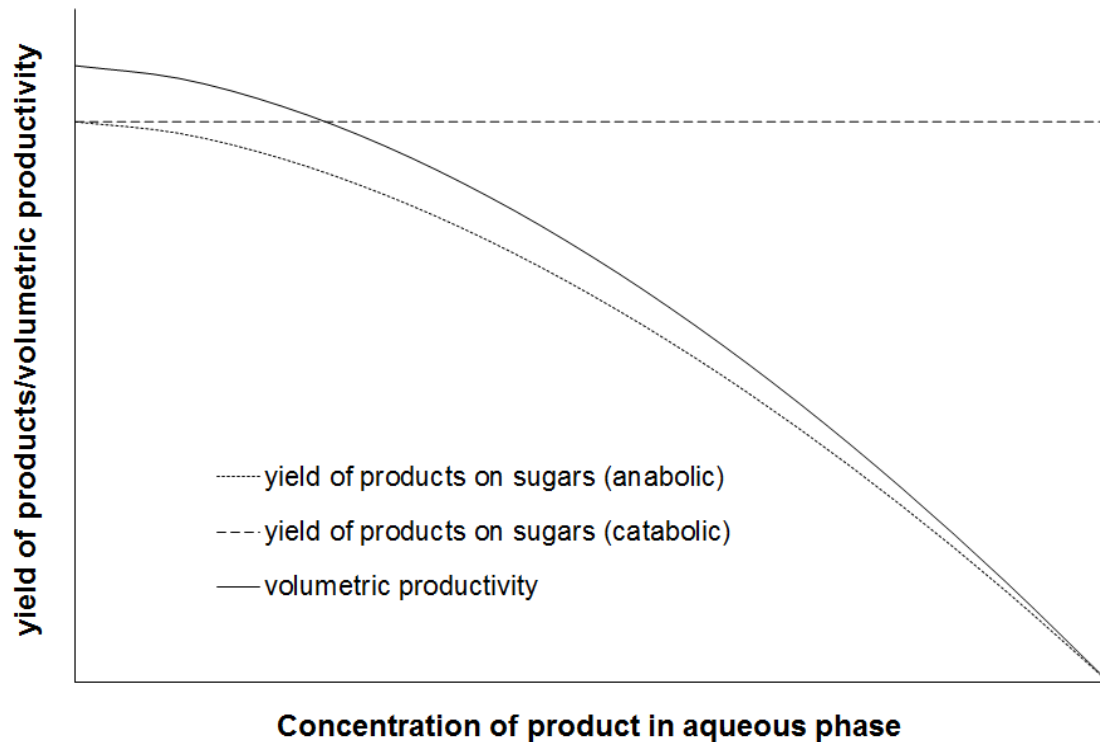 yield of products/volumetric productivity
yield of products on sugars (anabolic)
yield of products on sugars (catabolic)
volumetric productivity
Concentration of product in aqueous phase